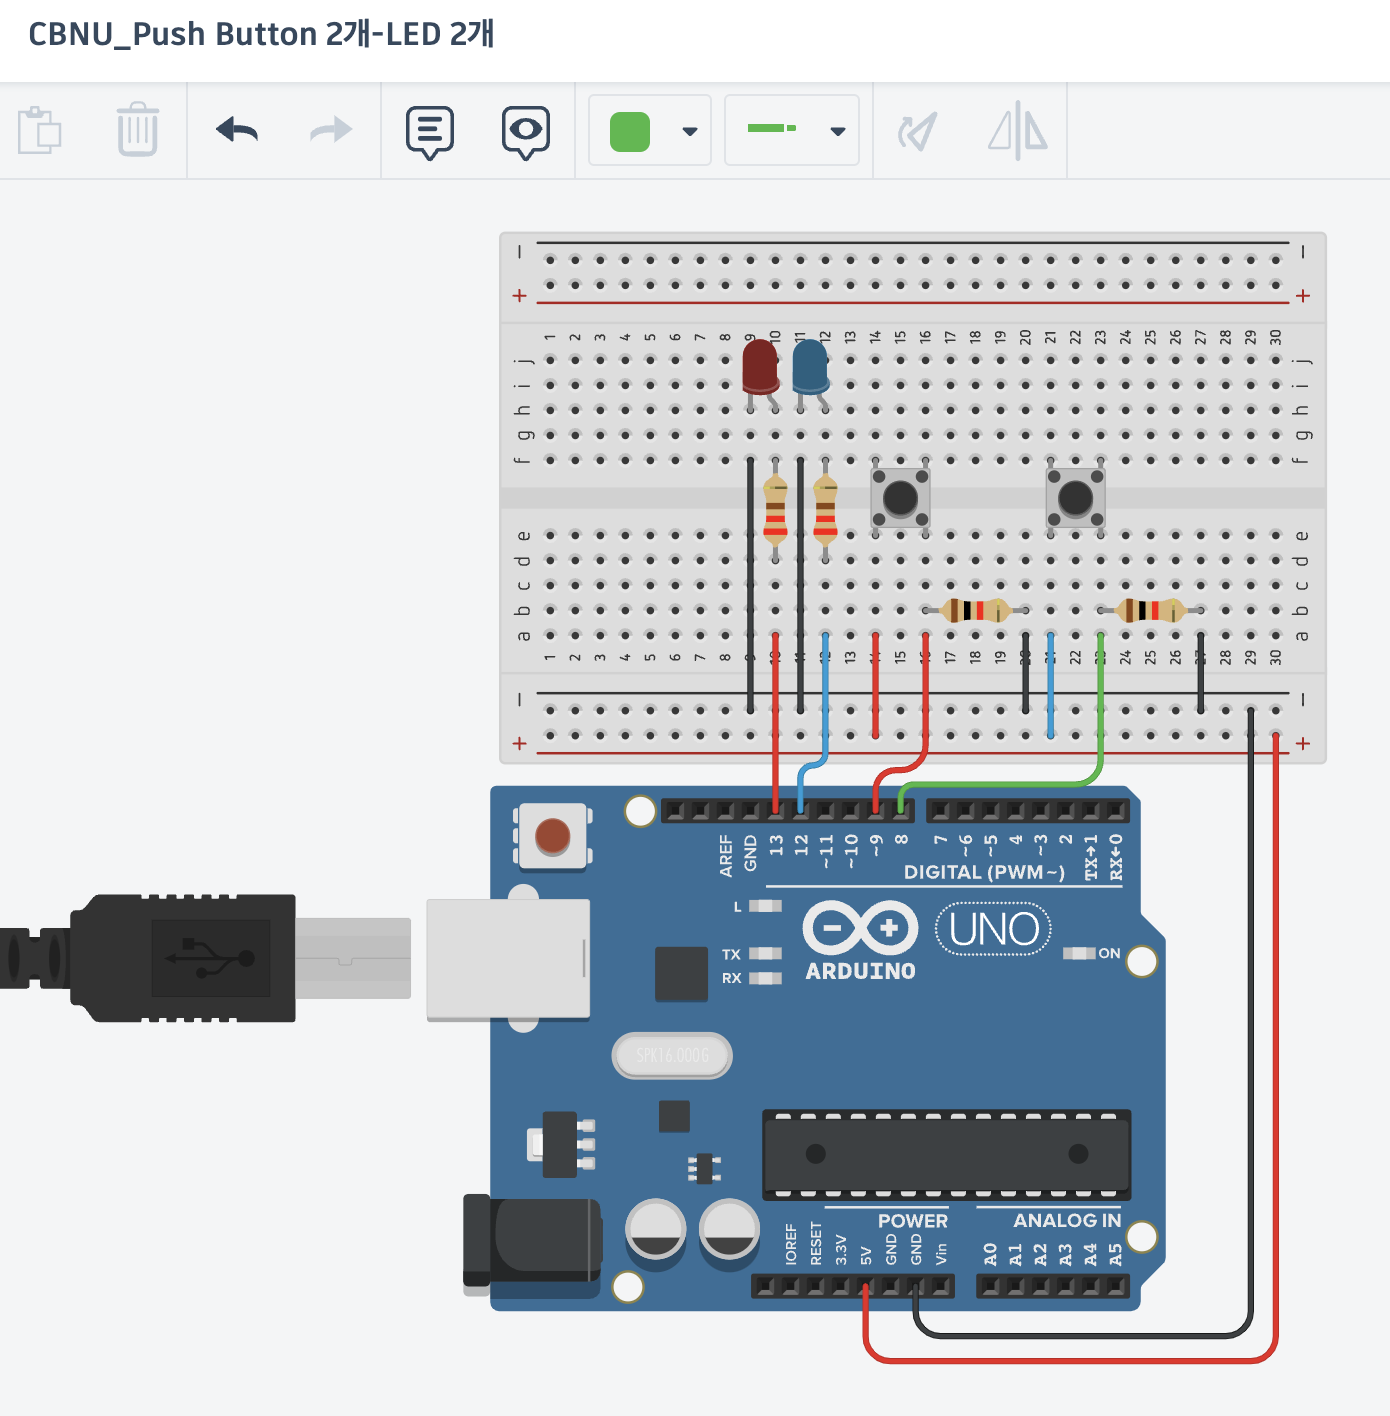 CBNU_Push Button 2개-LED 2개
− −
+ +
1 2 3 4 5 6 7 8 9 10 11 12 13 14 15 16 17 18 19 20 21 22 23 24 25 26 27 28 29 30
j j
i i
h h
g g
f f
e e
d d
c c
b b
a a
1 2 3 4 5 6 7 8 9 10 11 12 13 14 15 16 17 18 19 20 21 22 23 24 25 26 27 28 29 30
− −
+ +
AREF GND 13 12 ~11 ~10 ~9 8 7 ~6 ~5 4 ~3 2 TX→1 RX←0
DIGITAL (PWM~)
L
UNO
TX ON
RX ARDUINO
SPK16.000G
POWER ANALOG IN
IOREF RESET 3.3V 5V GND GND Vin A0 A1 A2 A3 A4 A5